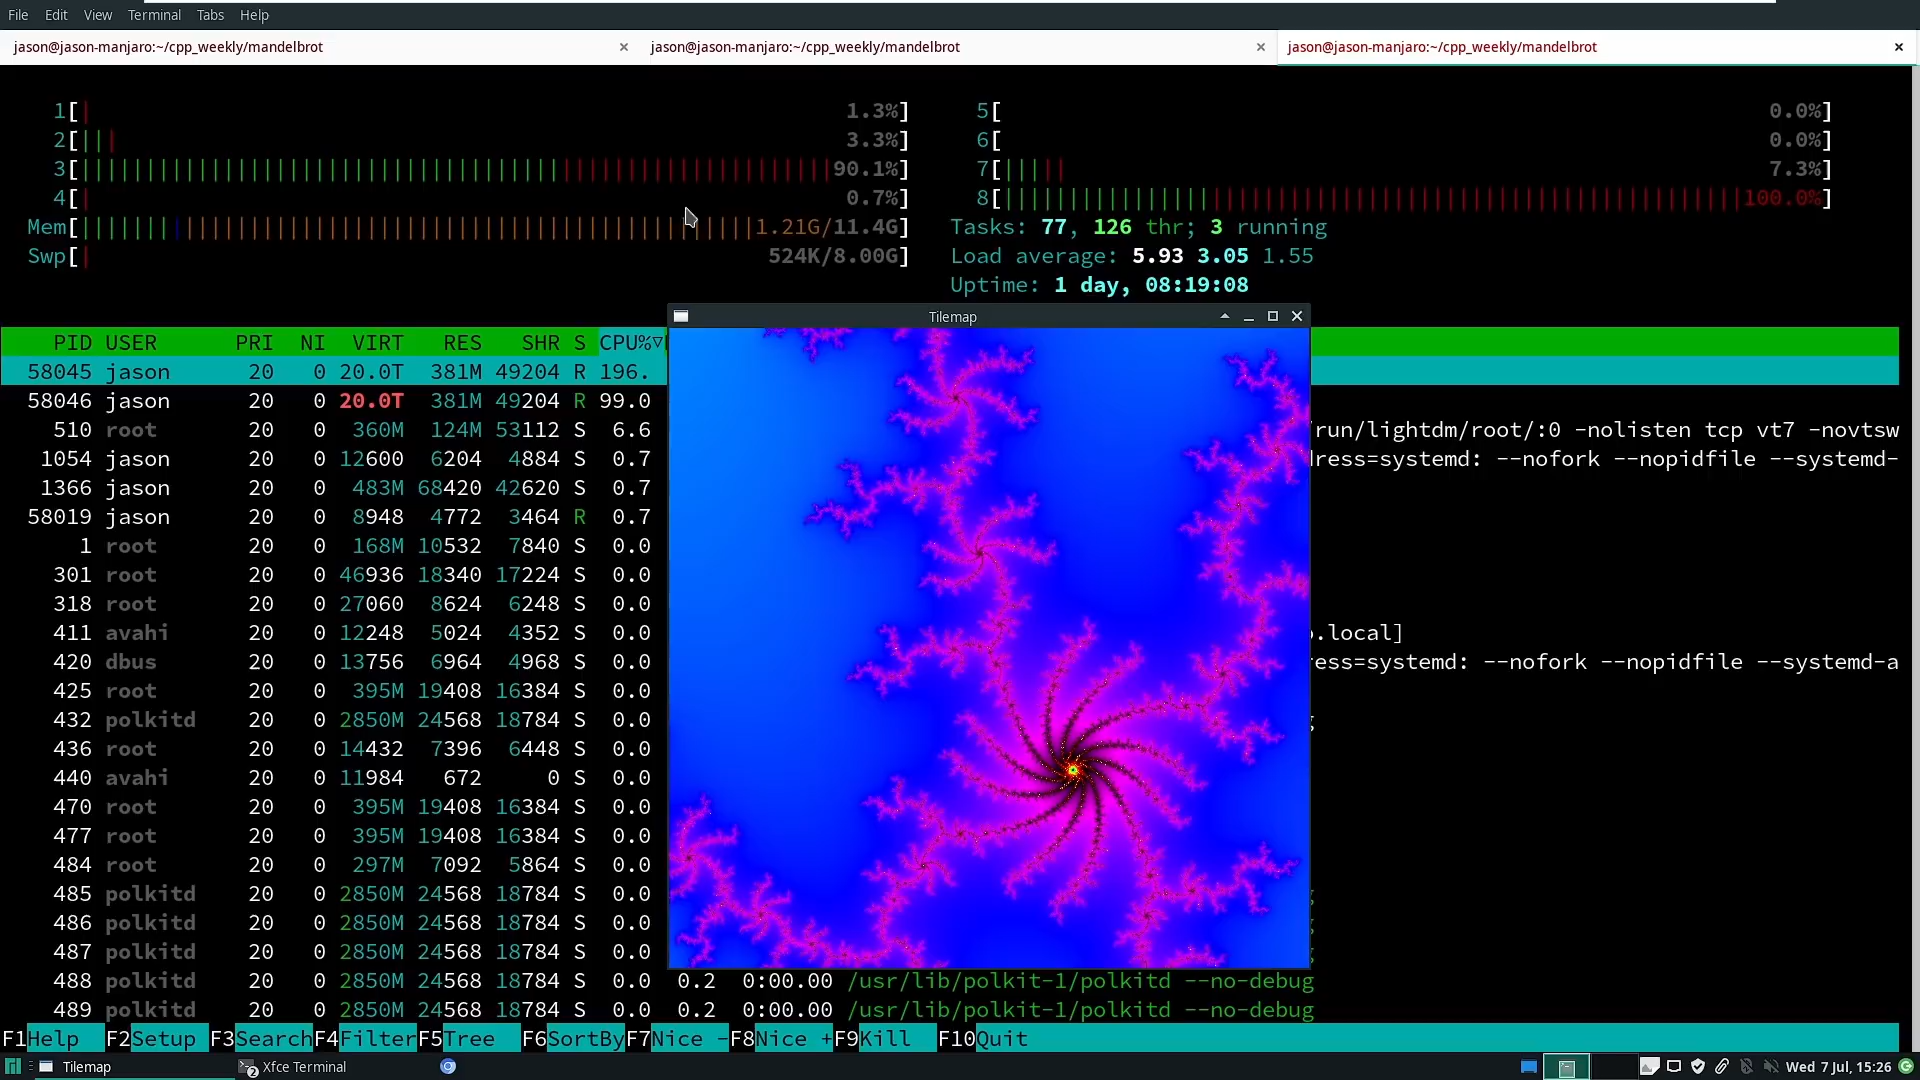 File Edit View Terminal Tabs Help
jason@jason-manjaro:~/cpp_weekly/mandelbrot × jason@jason-manjaro:~/cpp_weekly/mandelbrot × jason@jason-manjaro:~/cpp_weekly/mandelbrot ×
1[ 1.3%] 5[ 0.0%]
2[ 3.3%] 6[ 0.0%]
3[ 90.1%] 7[ 7.3%]
4[ 0.7%] 8[ 100.0%]
Mem[ 1.21G/11.4G] Tasks: 77, 126 thr; 3 running
Swp[ 524K/8.00G] Load average: 5.93 3.05 1.55
Uptime: 1 day, 08:19:08
Tilemap
PID USER PRI NI VIRT RES SHR S CPU%▽
58045 jason 20 0 20.0T 381M 49204 R 196.
58046 jason 20 0 20.0T 381M 49204 R 99.0
510 root 20 0 360M 124M 53112 S 6.6 /run/lightdm/root/:0 -nolisten tcp vt7 -novtsw
1054 jason 20 0 12600 6204 4884 S 0.7 ress=systemd: --nofork --nopidfile --systemd-
1366 jason 20 0 483M 68420 42620 S 0.7
58019 jason 20 0 8948 4772 3464 R 0.7
1 root 20 0 168M 10532 7840 S 0.0
301 root 20 0 46936 18340 17224 S 0.0
318 root 20 0 27060 8624 6248 S 0.0
411 avahi 20 0 12248 5024 4352 S 0.0 .local]
420 dbus 20 0 13756 6964 4968 S 0.0 ess=systemd: --nofork --nopidfile --systemd-a
425 root 20 0 395M 19408 16384 S 0.0
432 polkitd 20 0 2850M 24568 18784 S 0.0
436 root 20 0 14432 7396 6448 S 0.0
440 avahi 20 0 11984 672 0 S 0.0
470 root 20 0 395M 19408 16384 S 0.0
477 root 20 0 395M 19408 16384 S 0.0
484 root 20 0 297M 7092 5864 S 0.0
485 polkitd 20 0 2850M 24568 18784 S 0.0
486 polkitd 20 0 2850M 24568 18784 S 0.0
487 polkitd 20 0 2850M 24568 18784 S 0.0
488 polkitd 20 0 2850M 24568 18784 S 0.0 0.2 0:00.00 /usr/lib/polkit-1/polkitd --no-debug
489 polkitd 20 0 2850M 24568 18784 S 0.0 0.2 0:00.00 /usr/lib/polkit-1/polkitd --no-debug
F1Help F2Setup F3SearchF4FilterF5Tree F6SortByF7Nice -F8Nice +F9Kill F10Quit
Tilemap 2 Xfce Terminal Wed 7 Jul, 15:26